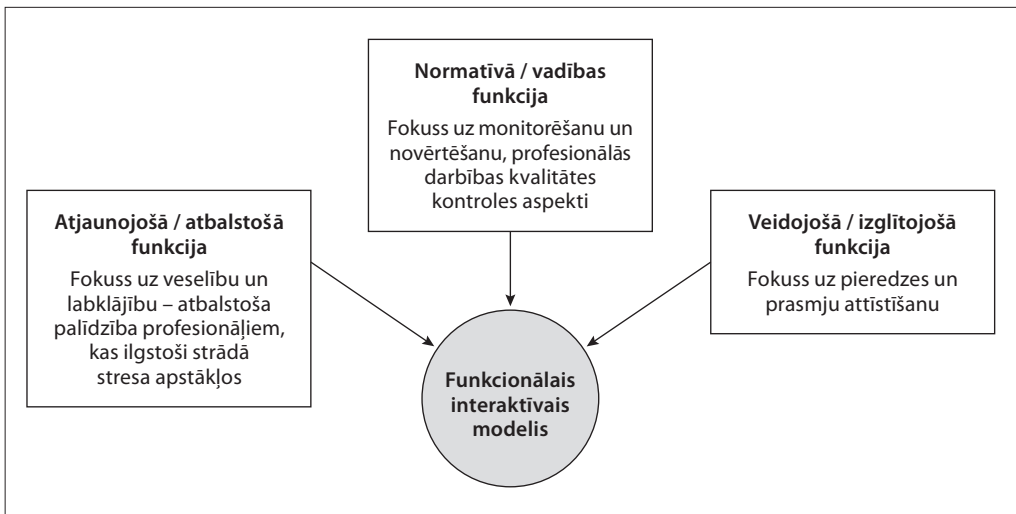 Normatīvā / vadības
funkcija
Fokuss uz monitorēšanu un
novērtēšanu, profesionālās
darbības kvalitātes
kontroles aspekti
Atjaunojošā / atbalstošā
funkcija
Fokuss uz veselību un
labklājību – atbalstoša
palīdzība profesionāļiem,
kas ilgstoši strādā
stresa apstākļos
Veidojošā / izglītojošā
funkcija
Fokuss uz pieredzes un
prasmju attīstīšanu
Funkcionālais
interaktīvais
modelis